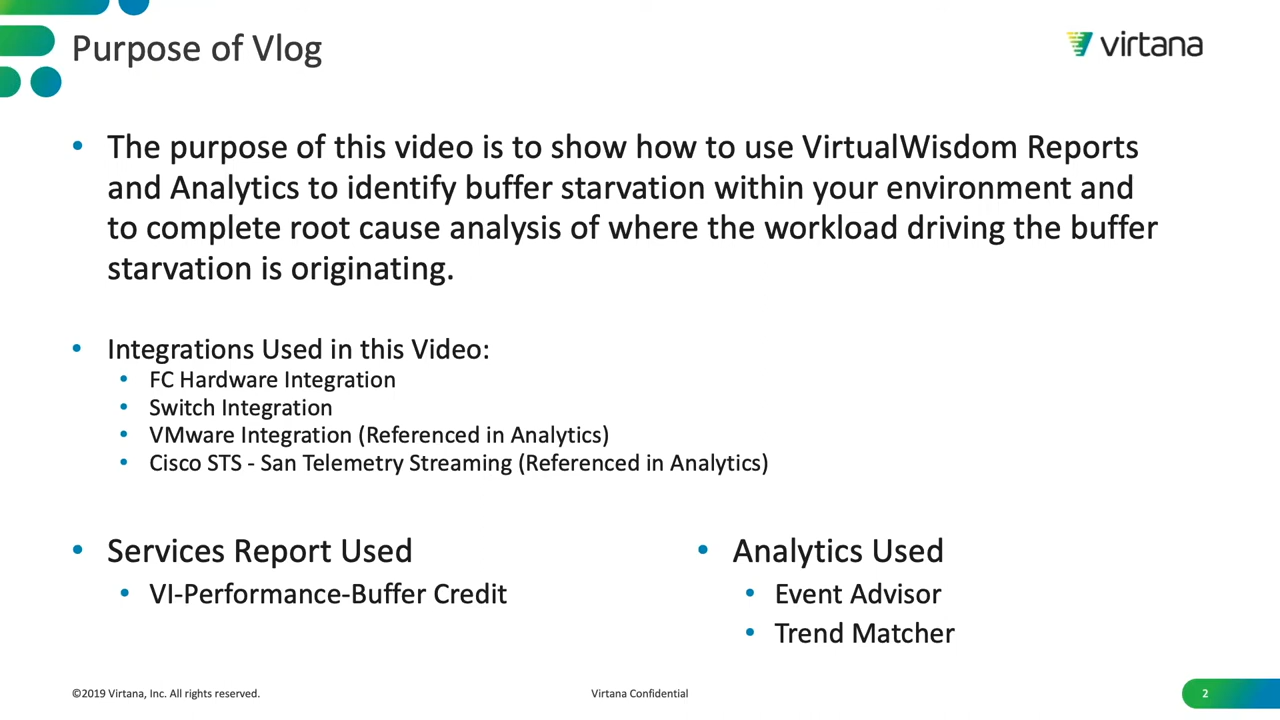 Purpose of Vlog
virtana
• The purpose of this video is to show how to use VirtualWisdom Reports
and Analytics to identify buffer starvation within your environment and
to complete root cause analysis of where the workload driving the buffer
starvation is originating.
• Integrations Used in this Video:
• FC Hardware Integration
• Switch Integration
• VMware Integration (Referenced in Analytics)
• Cisco STS - San Telemetry Streaming (Referenced in Analytics)
• Services Report Used
• VI-Performance-Buffer Credit
• Analytics Used
• Event Advisor
• Trend Matcher
©2019 Virtana, Inc. All rights reserved.
Virtana Confidential
2